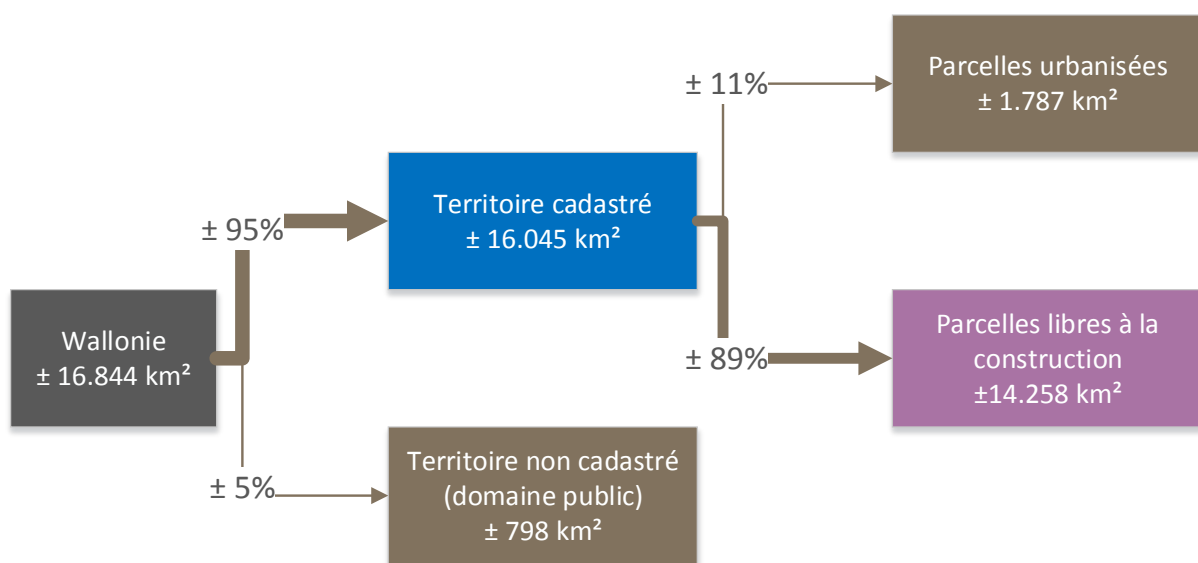 Parcelles urbanisées
± 1.787 km²
± 11%
Territoire cadastré
± 16.045 km²
± 95%
Wallonie
± 16.844 km²
Parcelles libres à la
construction
±14.258 km²
± 89%
Territoire non cadastré
(domaine public)
± 798 km²
± 5%